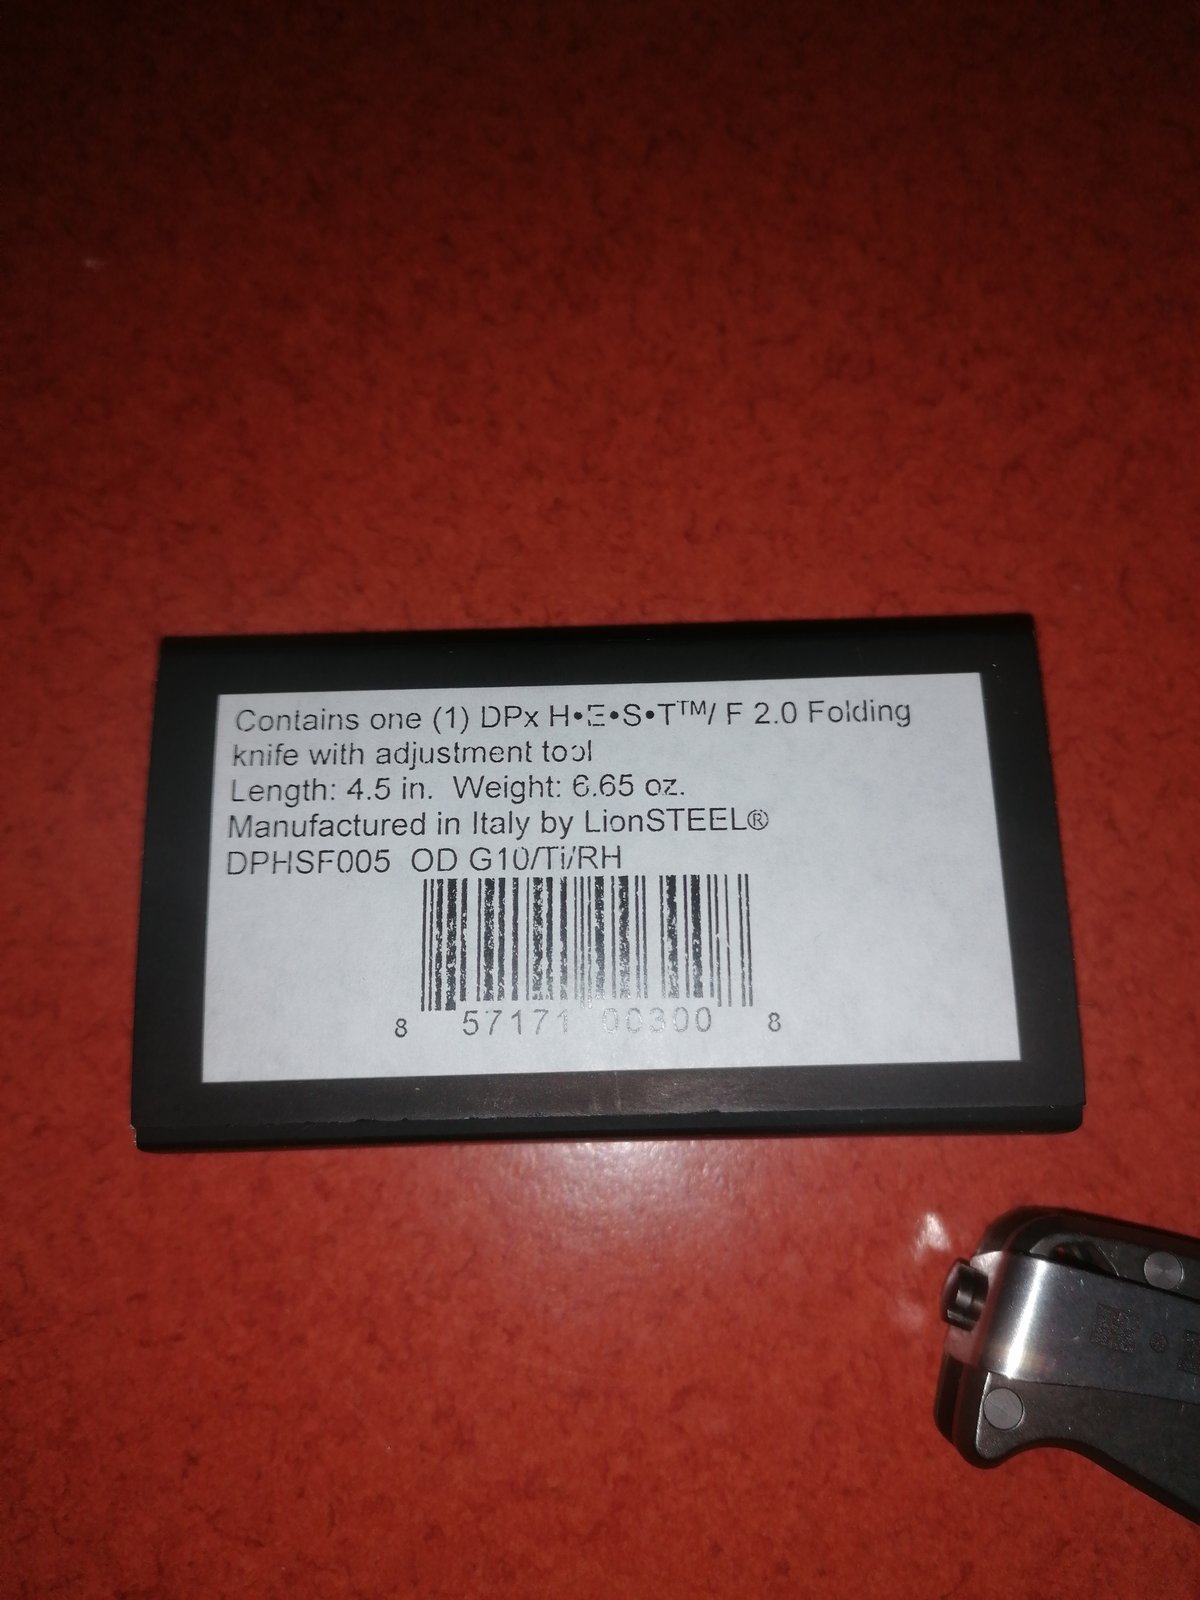 Contains one (1) DPx H•E•S•T™/ F 2.0 Folding
knife with adjustment tool
Length: 4.5 in.  Weight: 6.65 oz.
Manufactured in Italy by LionSTEEL®
DPHSF005  OD G10/Ti/RH
8 57171 00300 8